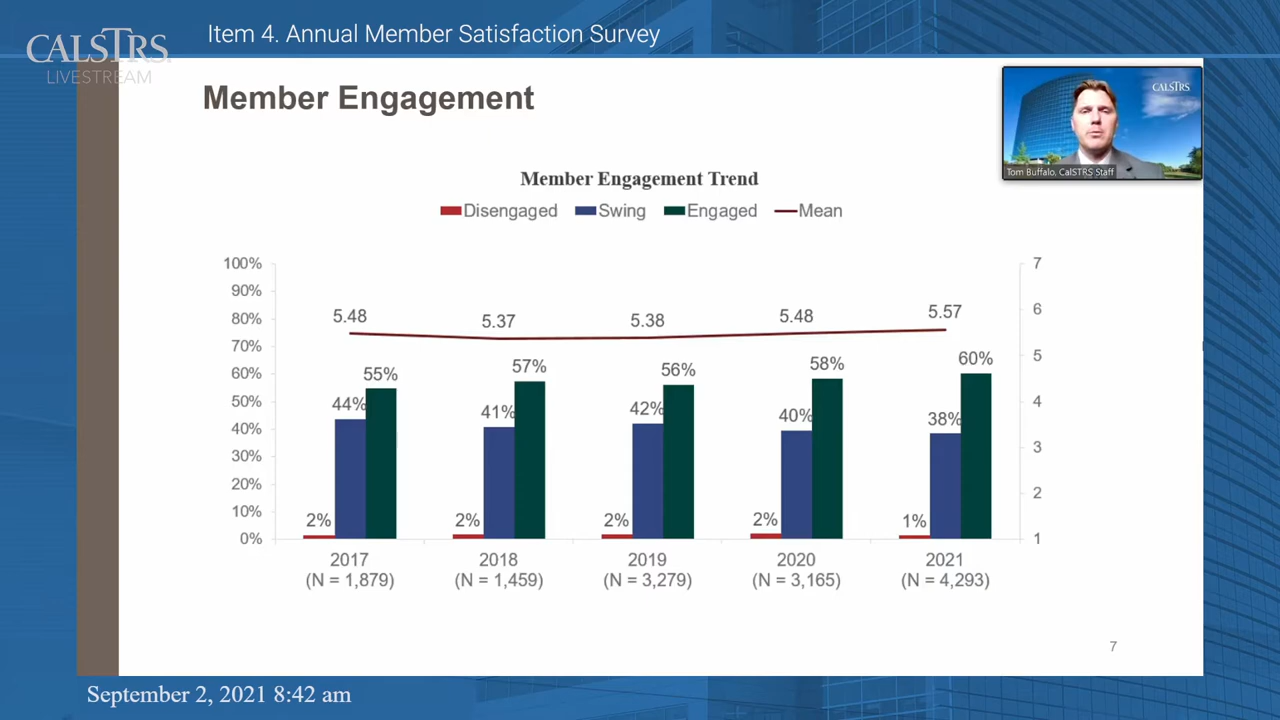 Item 4. Annual Member Satisfaction Survey
CALSTRS
LIVESTREAM
Member Engagement
CALSTRS
Tom Buffalo, CalSTRS Staff
Member Engagement Trend
Disengaged Swing Engaged Mean
100% 7
90%
80% 5.48 5.37 5.38 5.48 5.57 6
70%
60% 55% 57% 56% 58% 60% 5
50% 44% 41% 42% 40% 38% 4
40%
30% 3
20% 2
10% 2% 2% 2% 2% 1%
0% 1
2017 2018 2019 2020 2021
(N = 1,879) (N = 1,459) (N = 3,279) (N = 3,165) (N = 4,293)
7
September 2, 2021 8:42 am